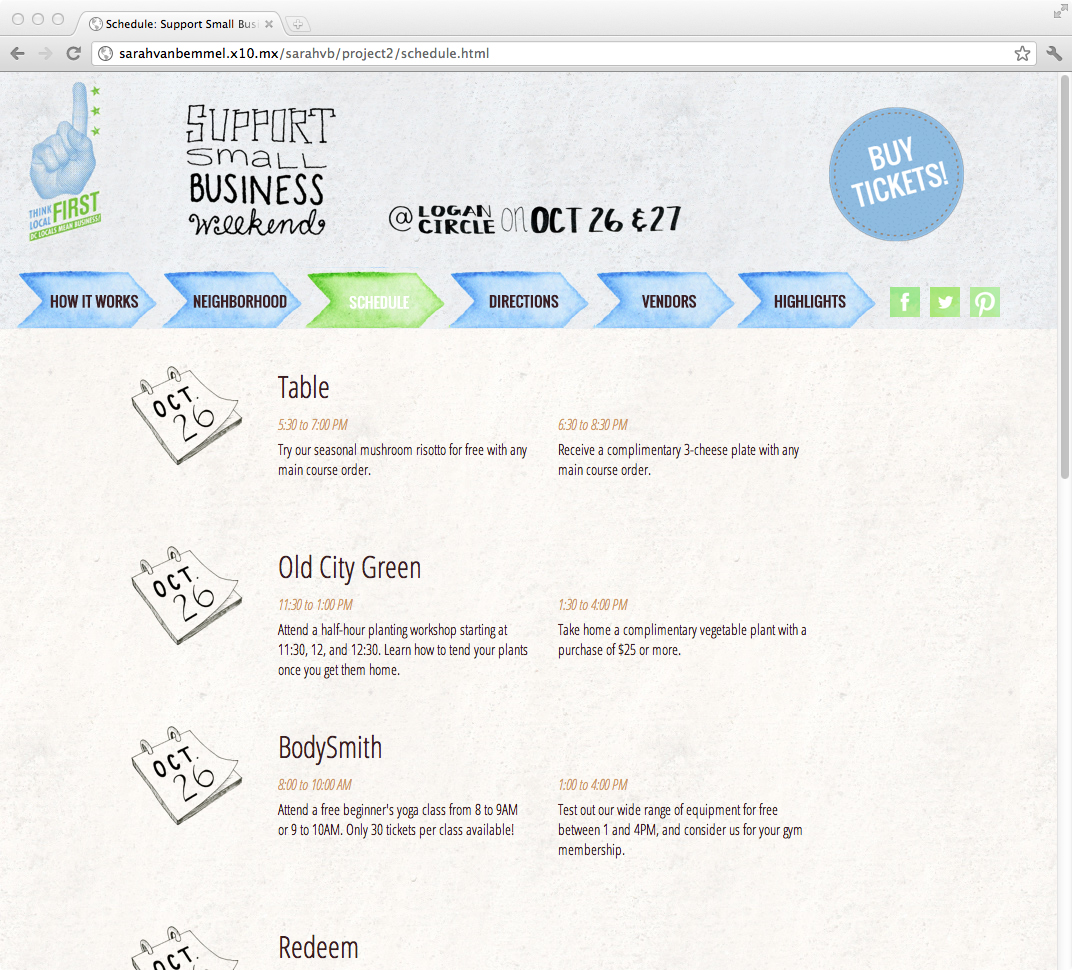 Schedule: Support Small Busi
sarahvanbemmel.x10.mx/sarahvb/project2/schedule.html
THINK
LOCAL
FIRST
DC LOCALS MEAN BUSINESS!
SUPPORT
small
BUSINESS
Weekend
@ LOGAN
CIRCLE on OCT 26 & 27
BUY
TICKETS!
HOW IT WORKS
NEIGHBORHOOD
SCHEDULE
DIRECTIONS
VENDORS
HIGHLIGHTS
OCT.
26
Table
5:30 to 7:00 PM
Try our seasonal mushroom risotto for free with any
main course order.
6:30 to 8:30 PM
Receive a complimentary 3-cheese plate with any
main course order.
OCT.
26
Old City Green
11:30 to 1:00 PM
Attend a half-hour planting workshop starting at
11:30, 12, and 12:30. Learn how to tend your plants
once you get them home.
1:30 to 4:00 PM
Take home a complimentary vegetable plant with a
purchase of $25 or more.
OCT.
26
BodySmith
8:00 to 10:00 AM
Attend a free beginner's yoga class from 8 to 9AM
or 9 to 10AM. Only 30 tickets per class available!
1:00 to 4:00 PM
Test out our wide range of equipment for free
between 1 and 4PM, and consider us for your gym
membership.
OCT.
Redeem